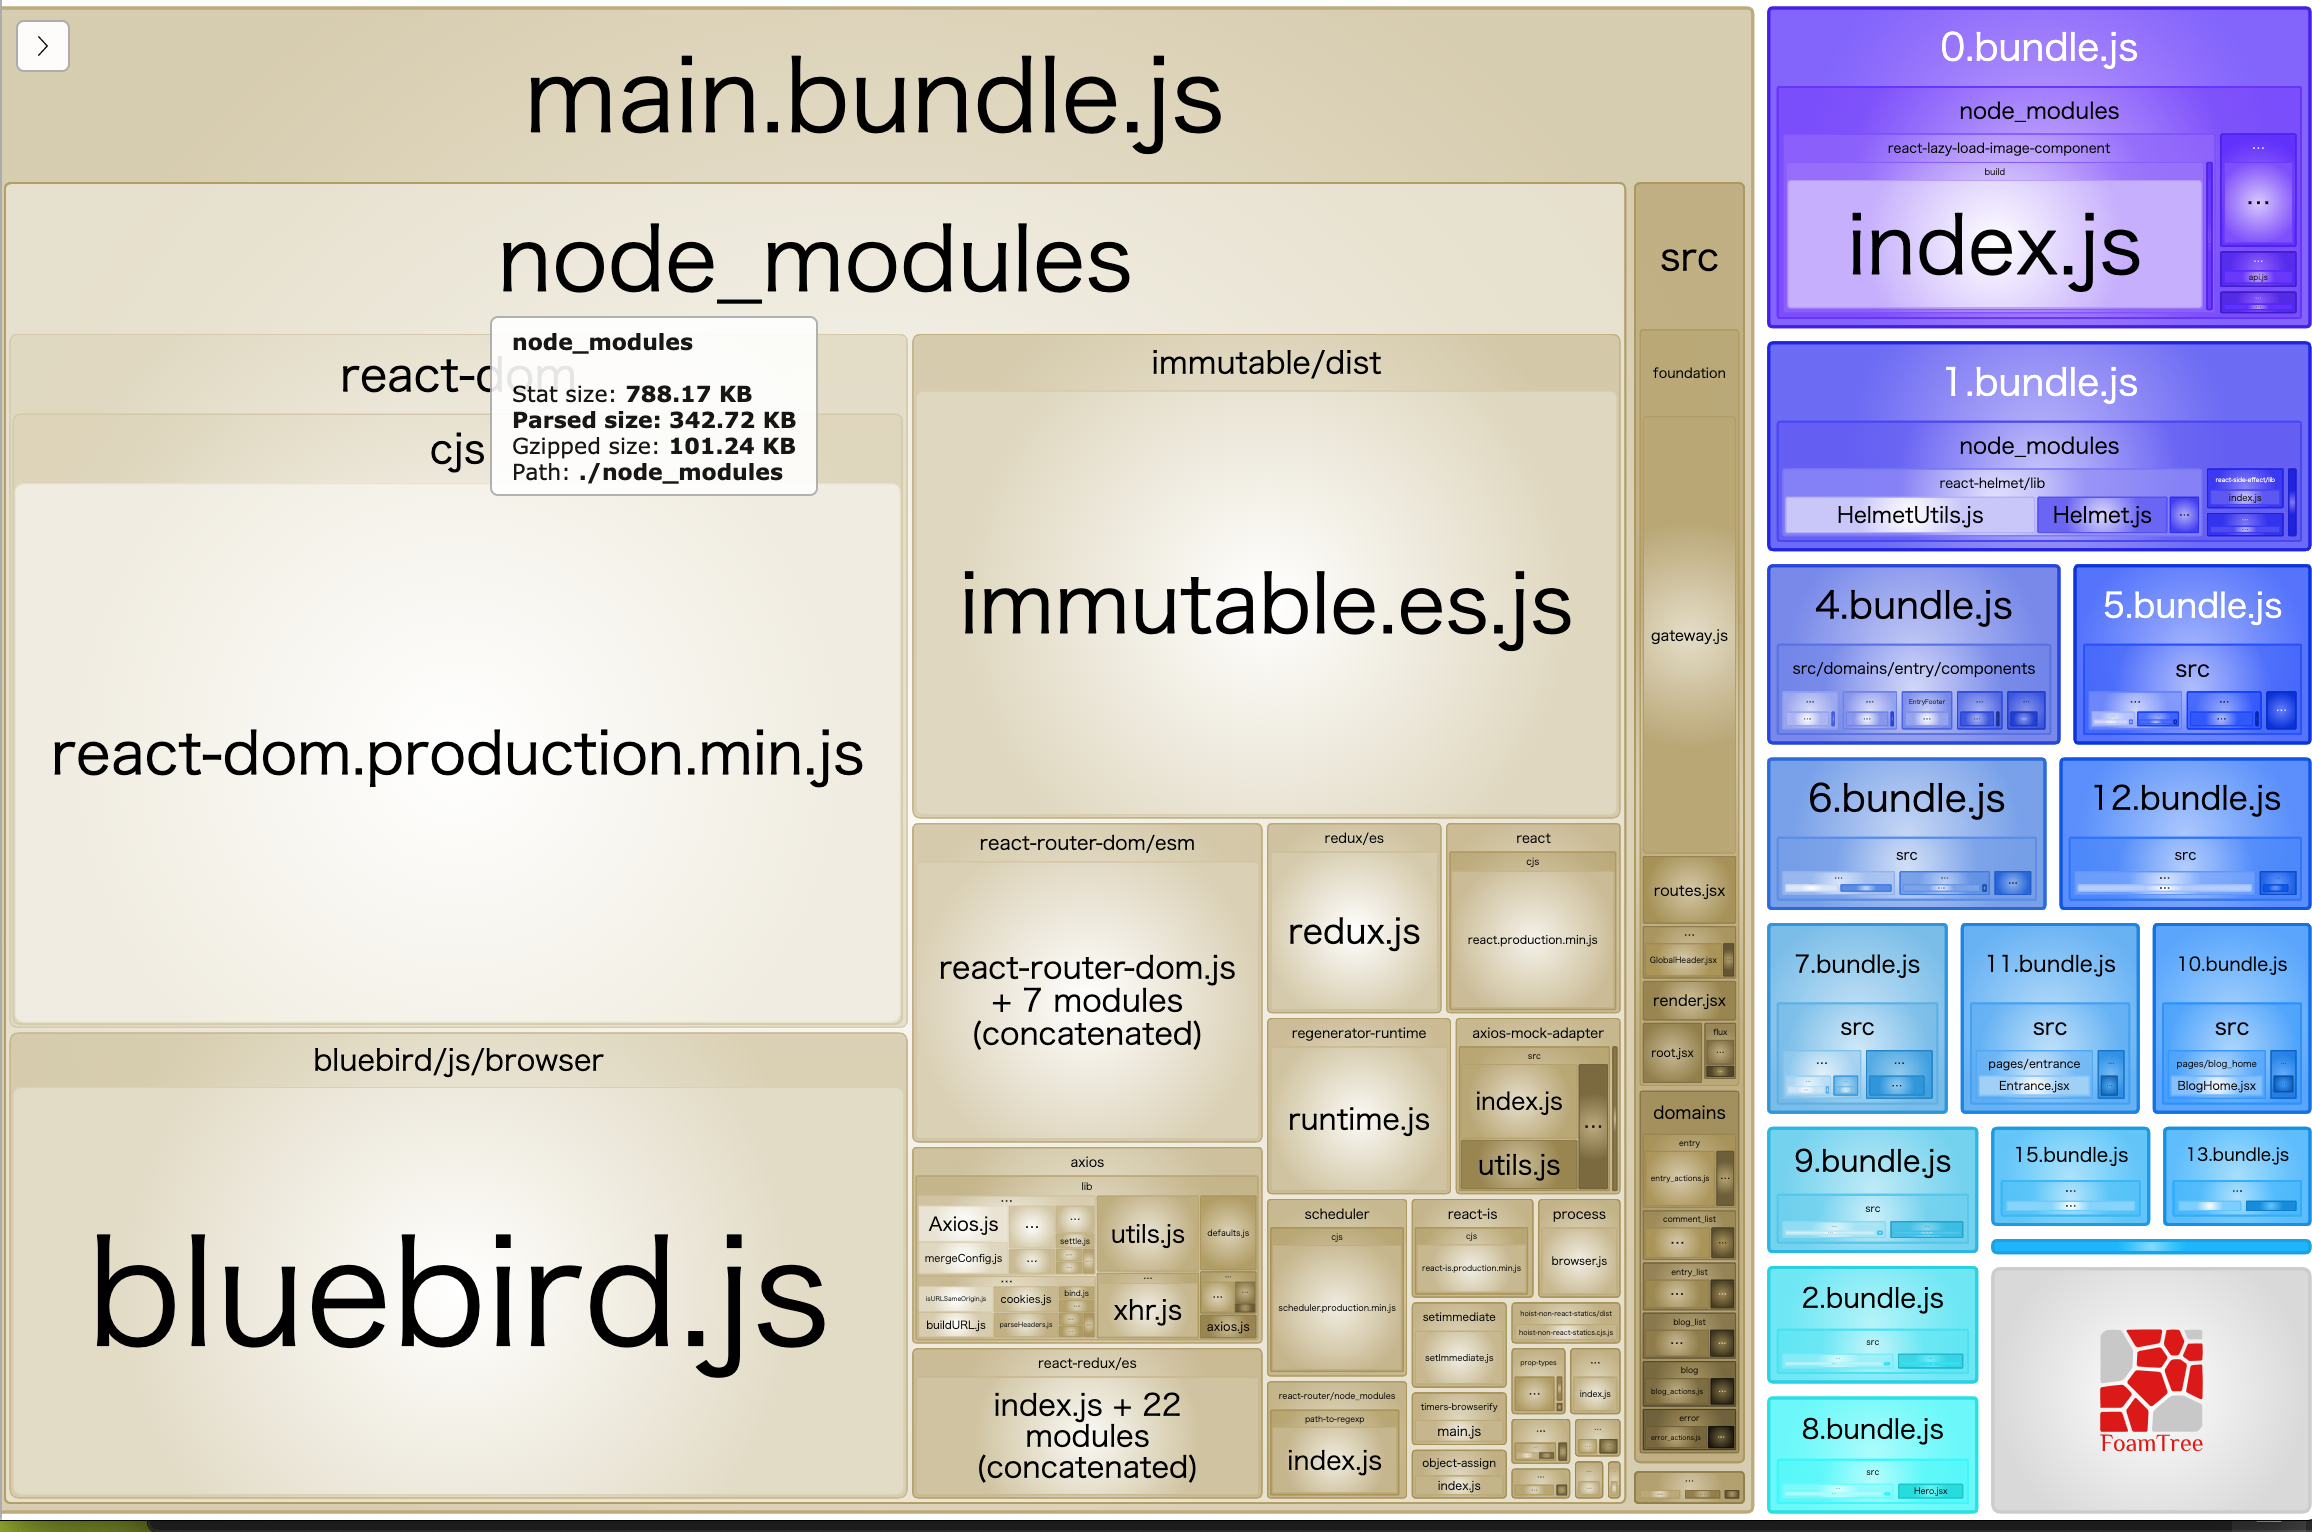 main.bundle.js
node_modules
node_modules
Stat size: 788.17 KB
Parsed size: 342.72 KB
Gzipped size: 101.24 KB
Path: ./node_modules
react-dom
cjs
react-dom.production.min.js
bluebird/js/browser
bluebird.js
immutable/dist
immutable.es.js
react-router-dom/esm
react-router-dom.js
+ 7 modules
(concatenated)
redux/es
redux.js
react
cjs
react.production.min.js
regenerator-runtime
runtime.js
axios-mock-adapter
src
index.js
...
utils.js
axios
lib
...
Axios.js
...
...
settle.js
mergeConfig.js
...
utils.js
defaults.js
...
isURLSameOrigin.js
cookies.js
bind.js
...
buildURL.js
parseHeaders.js
...
xhr.js
...
...
axios.js
react-redux/es
index.js + 22
modules
(concatenated)
scheduler
cjs
scheduler.production.min.js
react-is
cjs
react-is.production.min.js
process
browser.js
setimmediate
setImmediate.js
hoist-non-react-statics/dist
hoist-non-react-statics.cjs.js
prop-types
...
...
index.js
react-router/node_modules
path-to-regexp
index.js
timers-browserify
main.js
object-assign
index.js
...
...
...
...
src
foundation
gateway.js
routes.jsx
...
GlobalHeader.jsx
render.jsx
root.jsx
flux
...
domains
entry
entry_actions.js
...
comment_list
...
...
entry_list
...
...
blog_list
...
...
blog
blog_actions.js
...
error
error_actions.js
...
...
0.bundle.js
node_modules
react-lazy-load-image-component
build
index.js
...
...
...
api.js
...
1.bundle.js
node_modules
react-helmet/lib
HelmetUtils.js
Helmet.js
...
react-side-effect/lib
index.js
...
4.bundle.js
src/domains/entry/components
...
...
EntryFooter
...
...
...
...
...
5.bundle.js
src
...
...
...
...
6.bundle.js
src
...
...
...
...
12.bundle.js
src
...
...
...
7.bundle.js
src
...
...
...
11.bundle.js
src
pages/entrance
Entrance.jsx
...
10.bundle.js
src
pages/blog_home
BlogHome.jsx
...
9.bundle.js
src
15.bundle.js
...
...
13.bundle.js
...
2.bundle.js
src
8.bundle.js
src
Hero.jsx
FoamTree